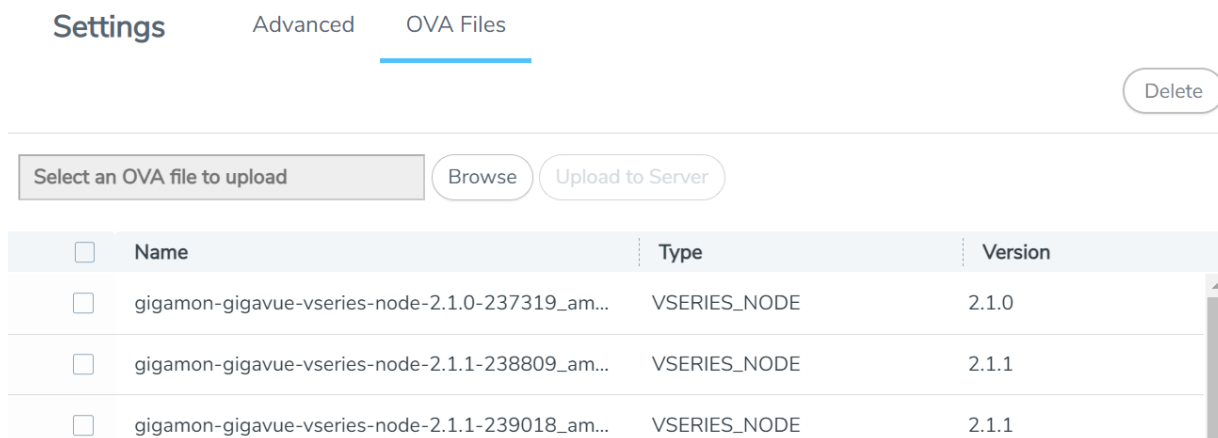 Settings Advanced OVA Files
Delete
Select an OVA file to upload Browse Upload to Server
Name Type Version
gigamon-gigavue-vseries-node-2.1.0-237319_am... VSERIES_NODE 2.1.0
gigamon-gigavue-vseries-node-2.1.1-238809_am... VSERIES_NODE 2.1.1
gigamon-gigavue-vseries-node-2.1.1-239018_am... VSERIES_NODE 2.1.1